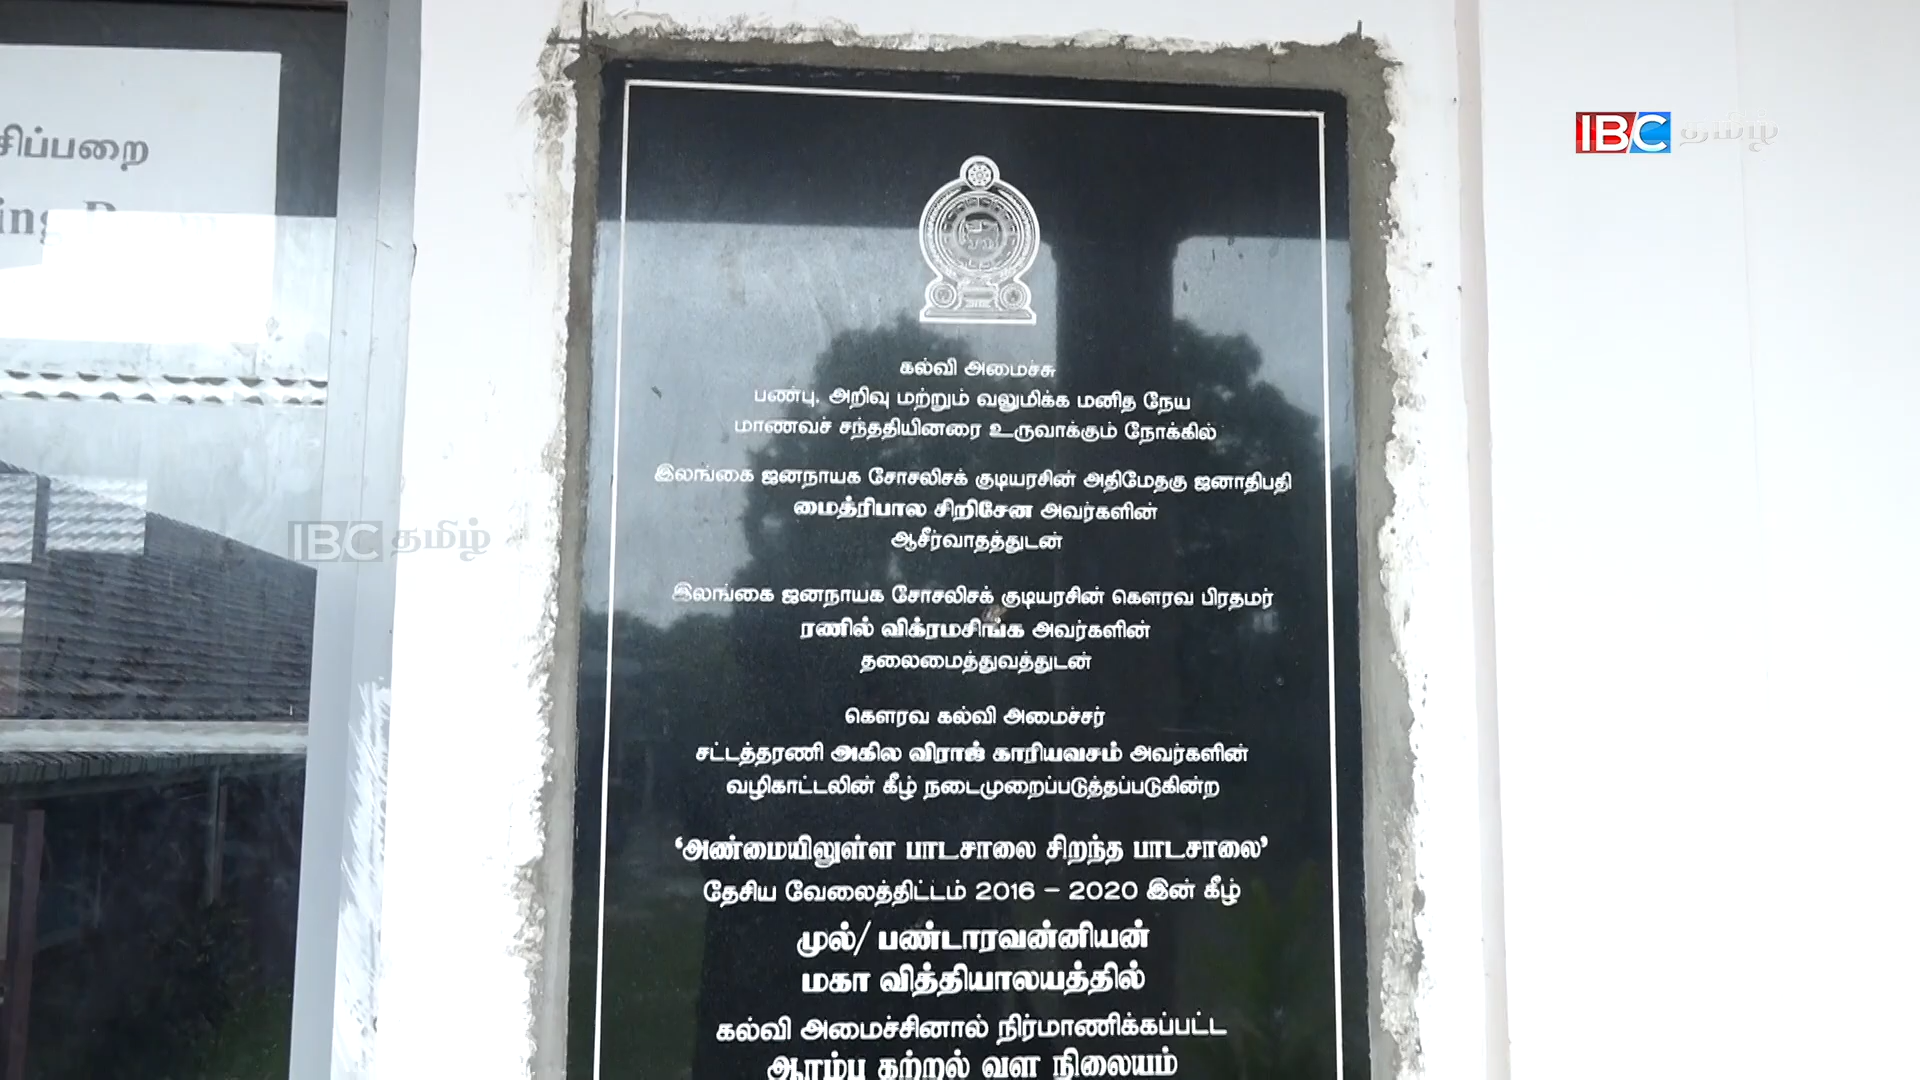 சிப்பறை
IBC தமிழ்
கல்வி அமைச்சு
பண்பு, அறிவு மற்றும் வலுமிக்க மனித நேய
மாணவச் சந்ததியினரை உருவாக்கும் நோக்கில்
இலங்கை ஜனநாயக சோசலிசக் குடியரசின் அதிமேதகு ஜனாதிபதி
மைத்ரிபால சிறிசேன அவர்களின்
ஆசீர்வாதத்துடன்
இலங்கை ஜனநாயக சோசலிசக் குடியரசின் கௌரவ பிரதமர்
ரணில் விக்ரமசிங்க அவர்களின்
தலைமைத்துவத்துடன்
IBC தமிழ்
கௌரவ கல்வி அமைச்சர்
சட்டத்தரணி அகில விராஜ் காரியவசம் அவர்களின்
வழிகாட்டலின் கீழ் நடைமுறைப்படுத்தப்படுகின்ற
‘அண்மையிலுள்ள பாடசாலை சிறந்த பாடசாலை’
தேசிய வேலைத்திட்டம் 2016 – 2020 இன் கீழ்
முல்/ பண்டாரவன்னியன்
மகா வித்தியாலயத்தில்
கல்வி அமைச்சினால் நிர்மாணிக்கப்பட்ட
ஆரம்ப கற்றல் வள நிலையம்